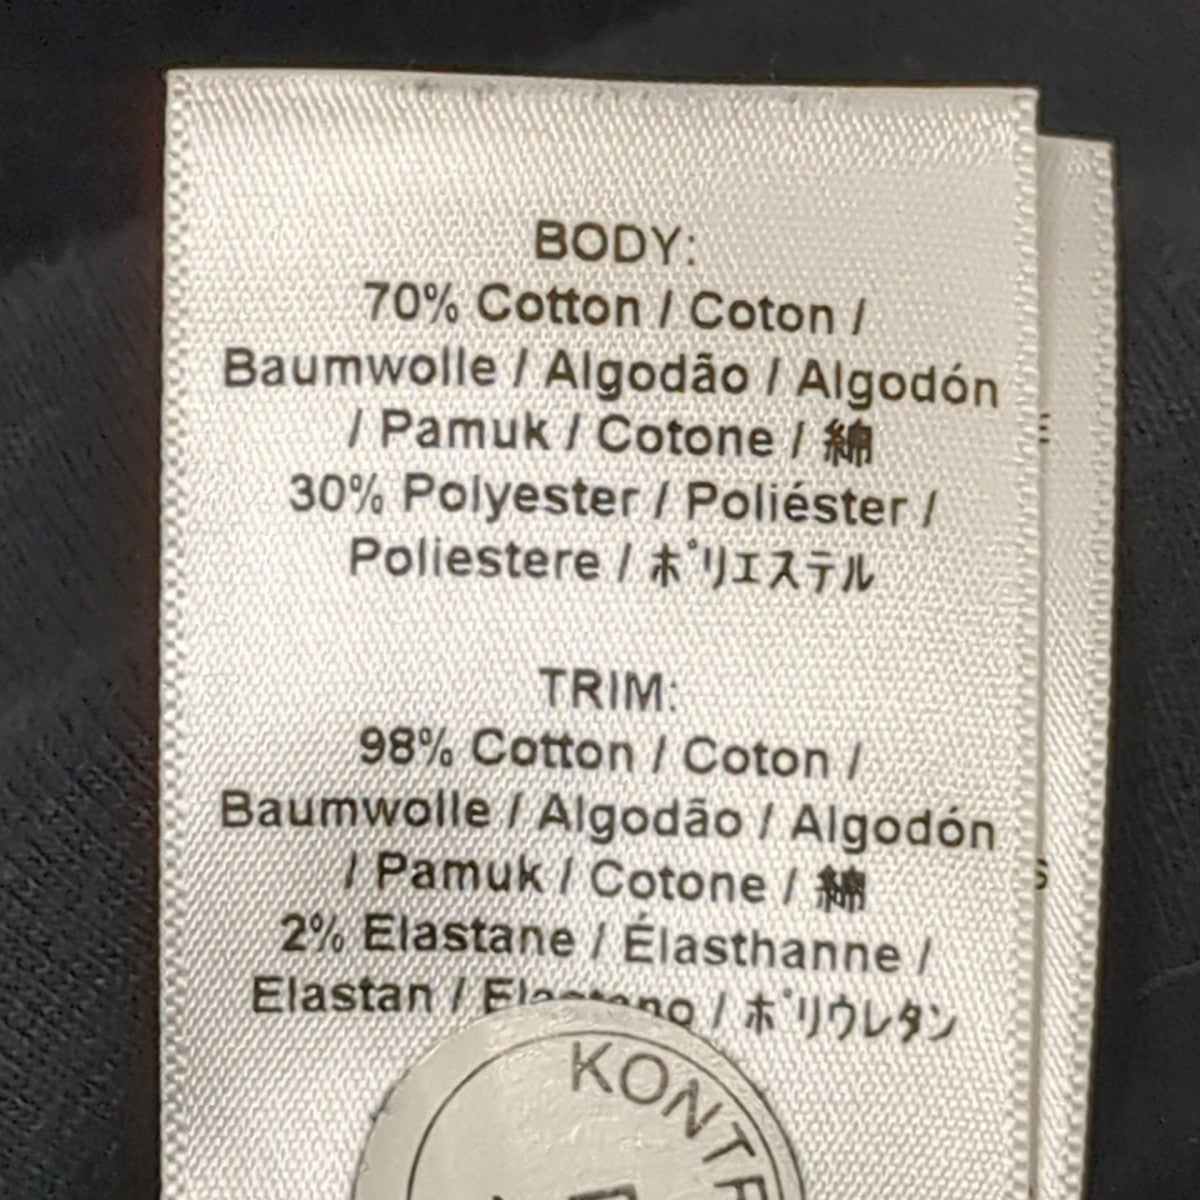 BODY:
70% Cotton / Coton /
Baumwolle / Algodão / Algodón
/ Pamuk / Cotone / 綿
30% Polyester / Poliéster /
Poliestere / ポリエステル
TRIM:
98% Cotton / Coton /
Baumwolle / Algodão / Algodón
/ Pamuk / Cotone / 綿
2% Elastane / Élasthanne /
Elastan / Elastano / ポリウレタン